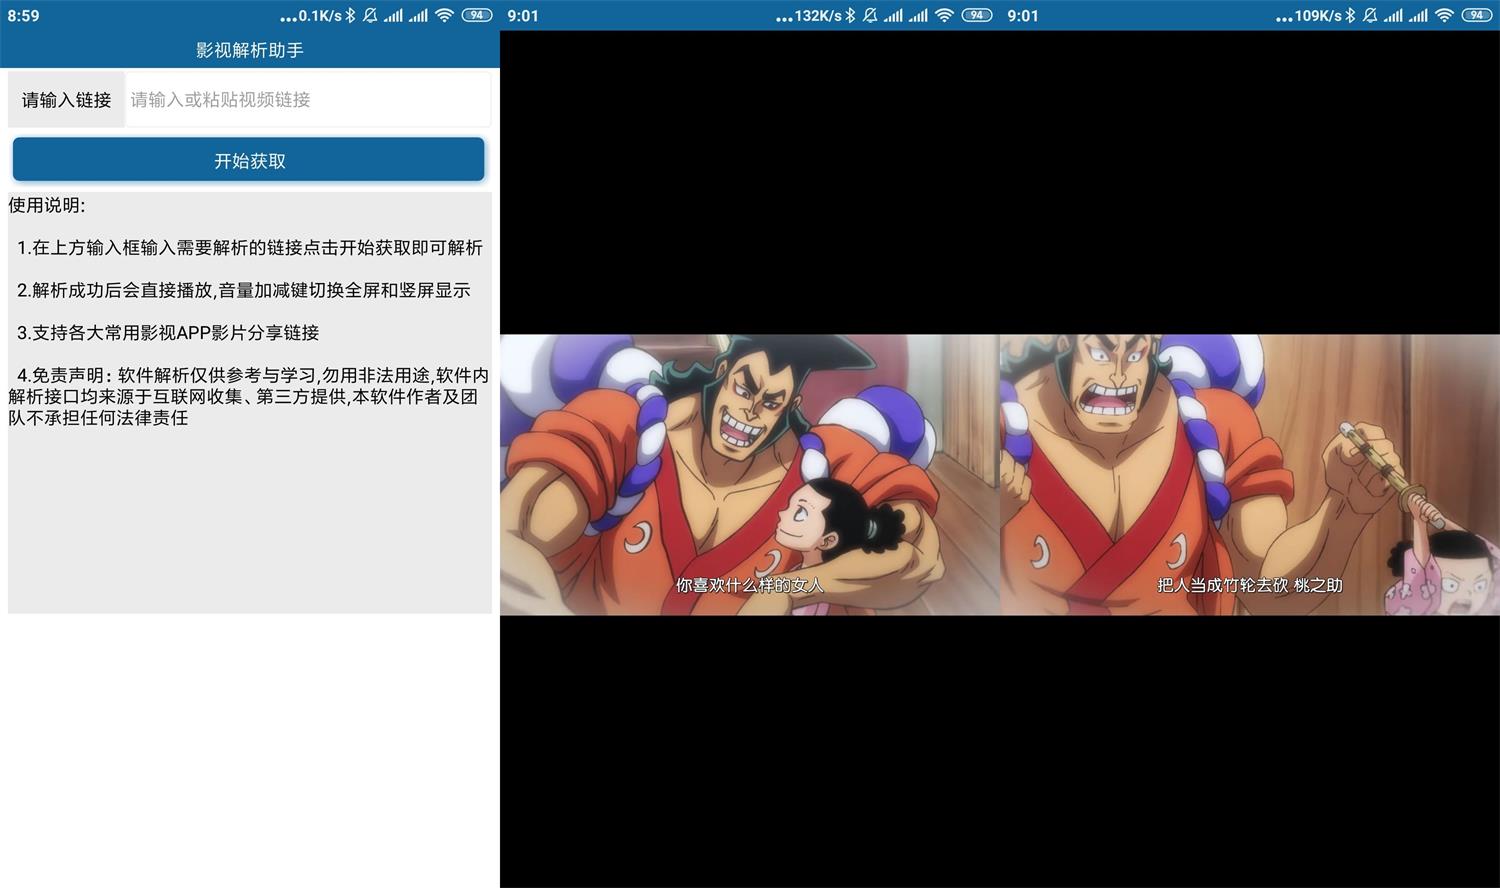 8:59
...0.1K/s
94
影视解析助手
请输入链接
请输入或粘贴视频链接
开始获取
使用说明:
1.在上方输入框输入需要解析的链接点击开始获取即可解析
2.解析成功后会直接播放,音量加减键切换全屏和竖屏显示
3.支持各大常用影视APP影片分享链接
4.免责声明：软件解析仅供参考与学习,勿用非法用途,软件内
解析接口均来源于互联网收集、第三方提供,本软件作者及团
队不承担任何法律责任
9:01
...132K/s
94
你喜欢什么样的女人
9:01
...109K/s
94
把人当成竹轮去砍 桃之助